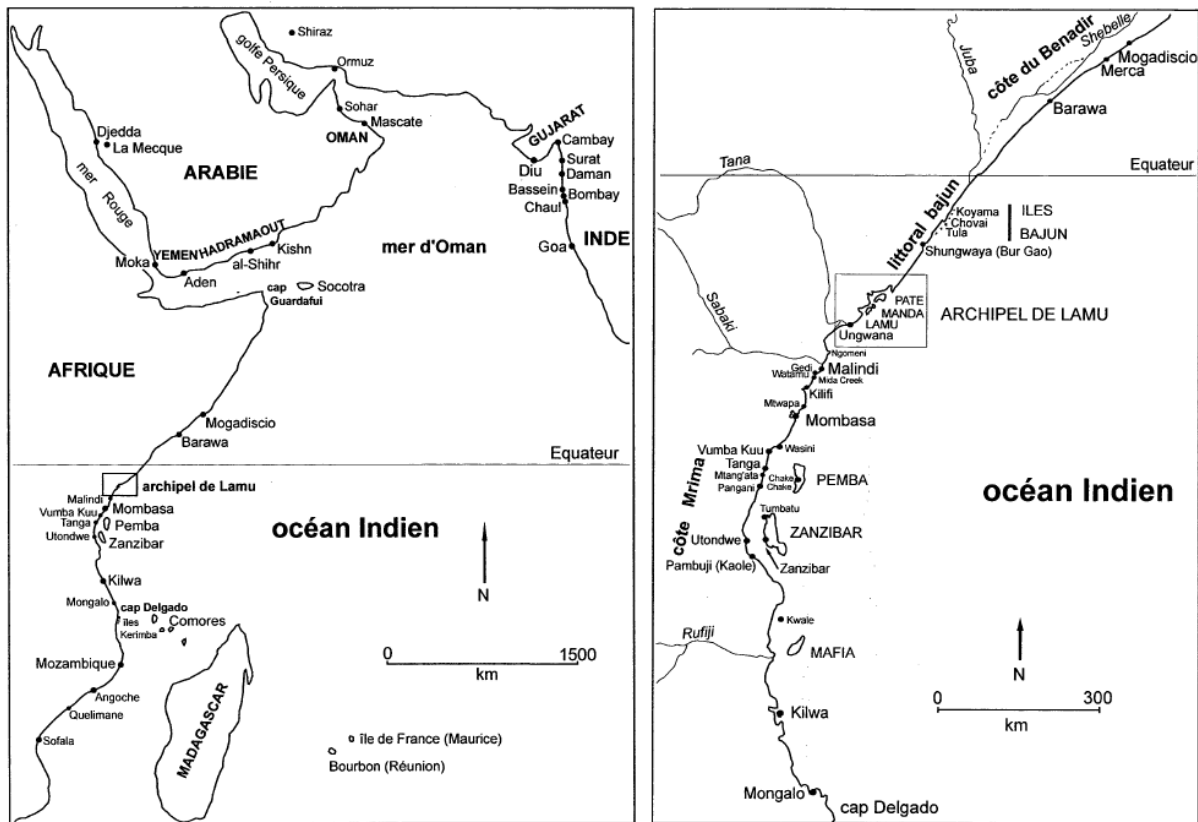 Shiraz
golfe Persique
Ormuz
Sohar
Mascate
OMAN
GUJARAT
Cambay
Diu
Surat
Daman
Bassein
Bombay
Chaul
Goa
INDE
Djedda
La Mecque
ARABIE
mer Rouge
YEMEN
HADRAMAOUT
Kishn
al-Shihr
Moka
Aden
mer d'Oman
cap
Guardafui
Socotra
AFRIQUE
Mogadiscio
Barawa
Equateur
archipel de Lamu
Malindi
Mombasa
Vumba Kuu
Pemba
Tanga
Utondwe
Zanzibar
océan Indien
N
Kilwa
Mongalo
cap Delgado
îles
Kerimba
Comores
0
1500
km
Mozambique
Angoche
Quelimane
Sofala
MADAGASCAR
île de France (Maurice)
Bourbon (Réunion)
Juba
côte du Benadir
Shebelle
Mogadiscio
Merca
Barawa
Tana
Equateur
littoral bajun
Koyama
Chovai
Tula
ILES
BAJUN
Shungwaya (Bur Gao)
PATE
MANDA
LAMU
Ungwana
ARCHIPEL DE LAMU
Sabaki
Ngomeni
Gedi
Malindi
Watamu
Mida Creek
Kilifi
Mtwapa
Mombasa
Vumba Kuu
Wasini
Tanga
Mtang'ata
Pangani
Chake
Chake
PEMBA
côte Mrima
océan Indien
Tumbatu
Utondwe
ZANZIBAR
Pambuji (Kaole)
Zanzibar
Kwale
Rufiji
MAFIA
N
Kilwa
0
300
km
Mongalo
cap Delgado